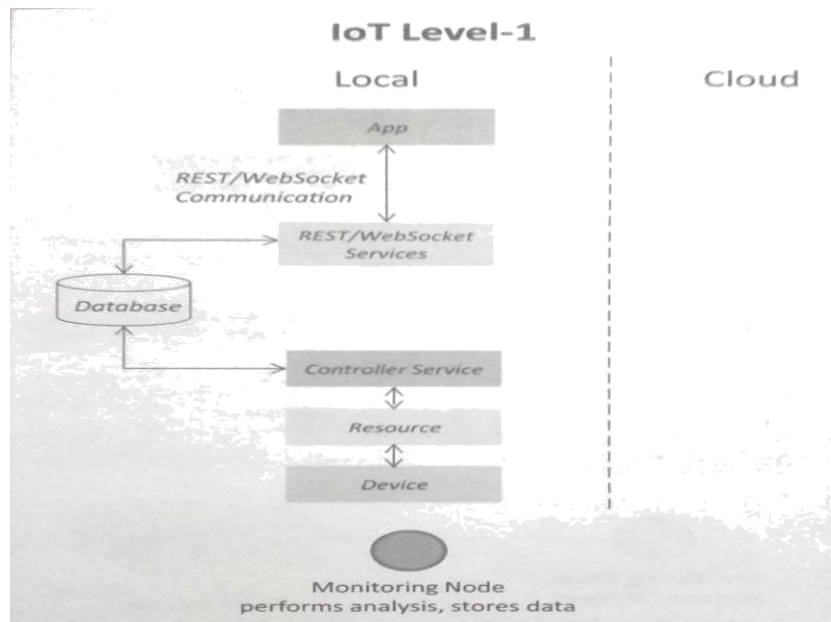 IoT Level-1
Local
Cloud
App
REST/WebSocket
Communication
REST/WebSocket
Services
Database
Controller Service
Resource
Device
Monitoring Node
performs analysis, stores data